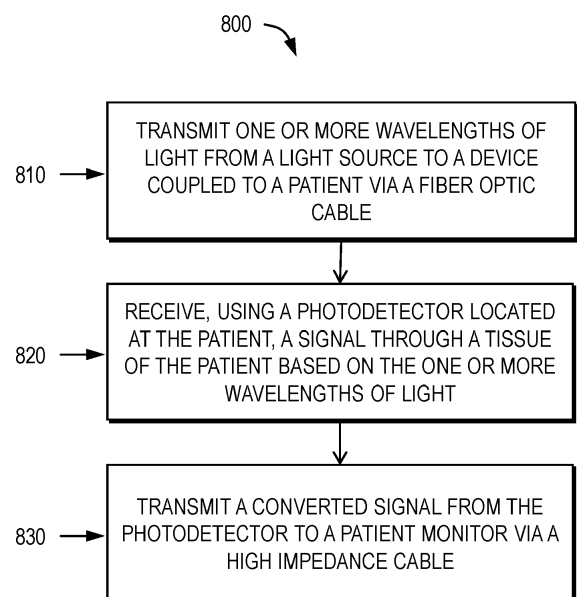 800
810
TRANSMIT ONE OR MORE WAVELENGTHS OF
LIGHT FROM A LIGHT SOURCE TO A DEVICE
COUPLED TO A PATIENT VIA A FIBER OPTIC
CABLE
820
RECEIVE, USING A PHOTODETECTOR LOCATED
AT THE PATIENT, A SIGNAL THROUGH A TISSUE
OF THE PATIENT BASED ON THE ONE OR MORE
WAVELENGTHS OF LIGHT
830
TRANSMIT A CONVERTED SIGNAL FROM THE
PHOTODETECTOR TO A PATIENT MONITOR VIA A
HIGH IMPEDANCE CABLE